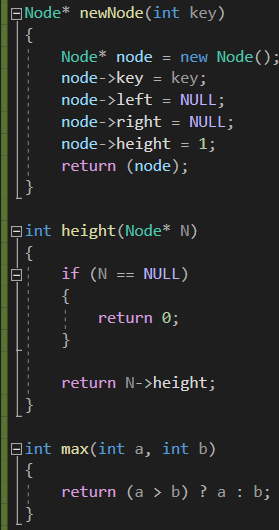 Node* newNode(int key)
{
    Node* node = new Node();
    node->key = key;
    node->left = NULL;
    node->right = NULL;
    node->height = 1;
    return (node);
}

int height(Node* N)
{
    if (N == NULL)
    {
        return 0;
    }

    return N->height;
}

int max(int a, int b)
{
    return (a > b) ? a : b;
}